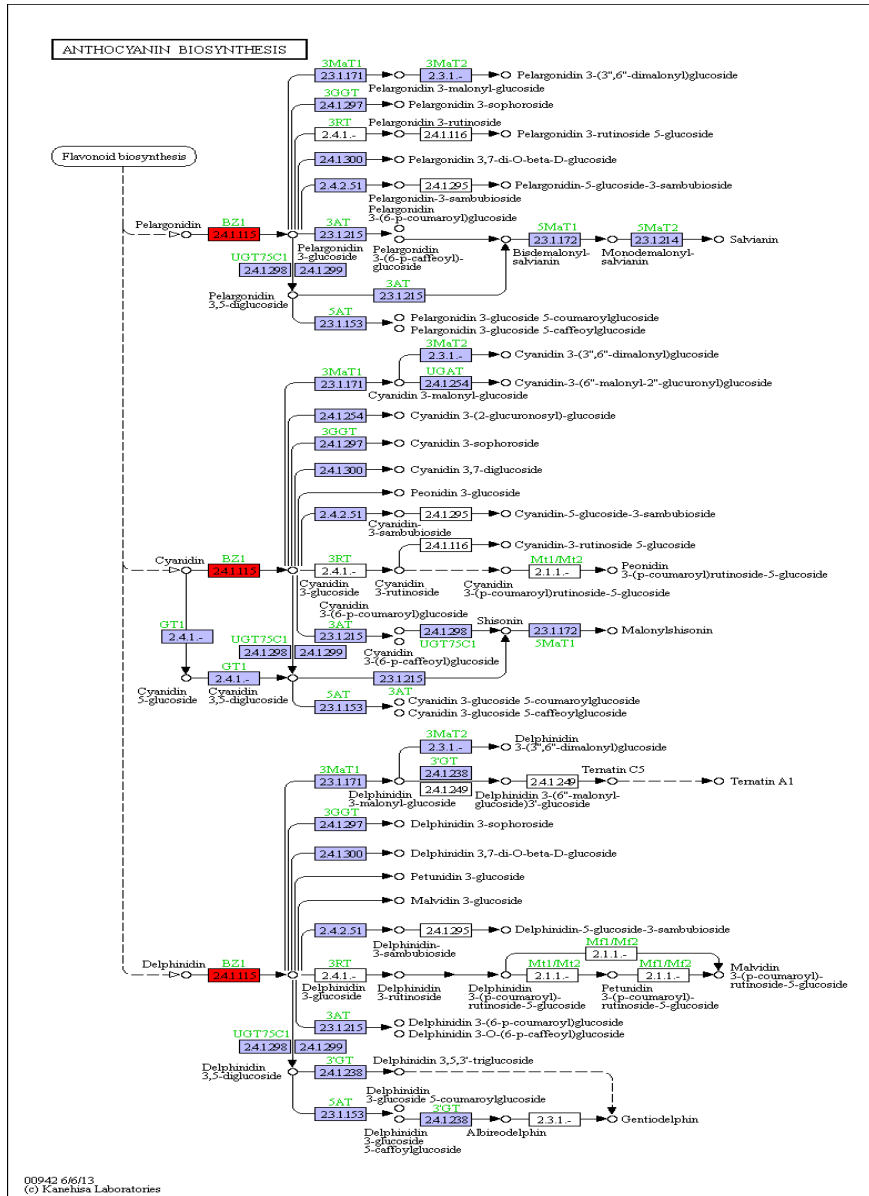 ANTHOCYANIN BIOSYNTHESIS
3MaT1
3MaT2
2.3.1.171
2.3.1.-
Pelargonidin 3-(3",6"-dimalonyl)glucoside
Pelargonidin 3-malonyl-glucoside
3GGT
2.4.1.297
Pelargonidin 3-sophoroside
3RT
Pelargonidin 3-rutinoside
2.4.1.-
2.4.1.116
Pelargonidin 3-rutinoside 5-glucoside
Flavonoid biosynthesis
2.4.1.300
Pelargonidin 3,7-di-O-beta-D-glucoside
2.4.2.51
2.4.1.295
Pelargonidin-5-glucoside-3-sambubioside
Pelargonidin-3-sambubioside
Pelargonidin
3-(6-p-coumaroyl)glucoside
Pelargonidin
BZ1
2.4.1.115
3AT
2.3.1.215
5MaT1
2.3.1.172
5MaT2
2.3.1.214
Salvianin
Pelargonidin
3-glucoside
Pelargonidin
3-(6-p-caffeoyl)-
glucoside
Bisdemalonyl-
salvianin
Monodemalonyl-
salvianin
UGT75C1
2.4.1.298
2.4.1.299
Pelargonidin
3,5-diglucoside
3AT
2.3.1.215
5AT
2.3.1.153
Pelargonidin 3-glucoside 5-coumaroylglucoside
Pelargonidin 3-glucoside 5-caffeoylglucoside
3MaT2
2.3.1.-
Cyanidin 3-(3",6"-dimalonyl)glucoside
3MaT1
2.3.1.171
UGAT
2.4.1.254
Cyanidin-3-(6"-malonyl-2"-glucuronyl)glucoside
Cyanidin 3-malonyl-glucoside
2.4.1.254
Cyanidin 3-(2-glucuronosyl)-glucoside
3GGT
2.4.1.297
Cyanidin 3-sophoroside
2.4.1.300
Cyanidin 3,7-diglucoside
Peonidin 3-glucoside
2.4.2.51
2.4.1.295
Cyanidin-5-glucoside-3-sambubioside
Cyanidin-
3-sambubioside
2.4.1.116
Cyanidin-3-rutinoside 5-glucoside
Cyanidin
BZ1
2.4.1.115
3RT
2.4.1.-
Mt1/Mt2
2.1.1.-
Peonidin
3-(p-coumaroyl)rutinoside-5-glucoside
Cyanidin
3-glucoside
Cyanidin
3-rutinoside
Cyanidin
3-(p-coumaroyl)rutinoside-5-glucoside
Cyanidin
3-(6-p-coumaroyl)glucoside
GT1
2.4.1.-
3AT
2.3.1.215
2.4.1.298
UGT75C1
Shisonin
2.3.1.172
5MaT1
Malonylshisonin
UGT75C1
2.4.1.298
2.4.1.299
Cyanidin
3-(6-p-caffeoyl)glucoside
GT1
2.4.1.-
2.3.1.215
3AT
Cyanidin
5-glucoside
Cyanidin
3,5-diglucoside
5AT
2.3.1.153
Cyanidin 3-glucoside 5-coumaroylglucoside
Cyanidin 3-glucoside 5-caffeoylglucoside
3MaT2
2.3.1.-
Delphinidin
3-(3",6"-dimalonyl)glucoside
3MaT1
2.3.1.171
3'GT
2.4.1.238
2.4.1.249
2.4.1.249
Ternatin C5
Ternatin A1
Delphinidin
3-malonyl-glucoside
Delphinidin 3-(6"-malonyl-
glucoside)3'-glucoside
3GGT
2.4.1.297
Delphinidin 3-sophoroside
2.4.1.300
Delphinidin 3,7-di-O-beta-D-glucoside
Petunidin 3-glucoside
Malvidin 3-glucoside
2.4.2.51
2.4.1.295
Delphinidin-5-glucoside-3-sambubioside
Delphinidin-
3-sambubioside
Mf1/Mf2
2.1.1.-
Delphinidin
BZ1
2.4.1.115
3RT
2.4.1.-
Mt1/Mt2
2.1.1.-
Mf1/Mf2
2.1.1.-
Malvidin
3-(p-coumaroyl)-
rutinoside-5-glucoside
Delphinidin
3-glucoside
Delphinidin
3-rutinoside
Delphinidin
3-(p-coumaroyl)-
rutinoside-5-glucoside
Petunidin
3-(p-coumaroyl)-
rutinoside-5-glucoside
3AT
2.3.1.215
Delphinidin 3-(6-p-coumaroyl)glucoside
Delphinidin 3-O-(6-p-caffeoyl)glucoside
UGT75C1
2.4.1.298
2.4.1.299
Delphinidin
3,5-diglucoside
3'GT
2.4.1.238
Delphinidin 3,5,3'-triglucoside
Delphinidin
3-glucoside 5-coumaroylglucoside
5AT
2.3.1.153
3'GT
2.4.1.238
2.3.1.-
Gentiodelphin
Albireodelphin
Delphinidin
3-glucoside
5-caffoylglucoside
00942 6/6/13
(c) Kanehisa Laboratories